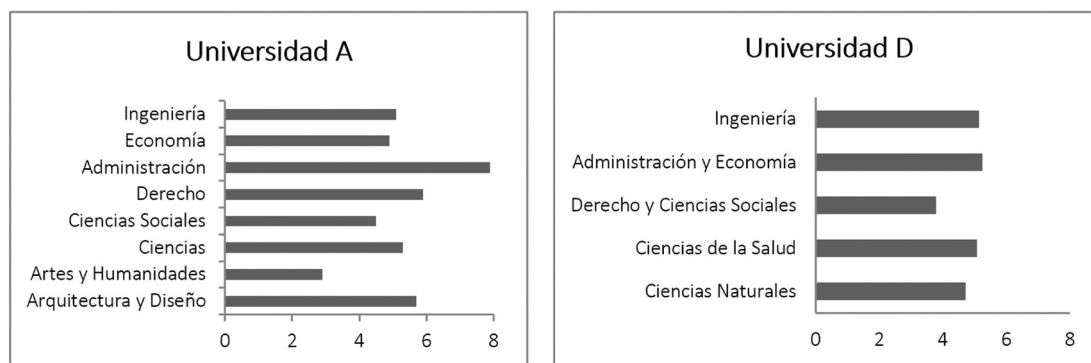 Universidad A
Ingeniería
Economía
Administración
Derecho
Ciencias Sociales
Ciencias
Artes y Humanidades
Arquitectura y Diseño
0 2 4 6 8
Universidad D
Ingeniería
Administración y Economía
Derecho y Ciencias Sociales
Ciencias de la Salud
Ciencias Naturales
0 2 4 6 8